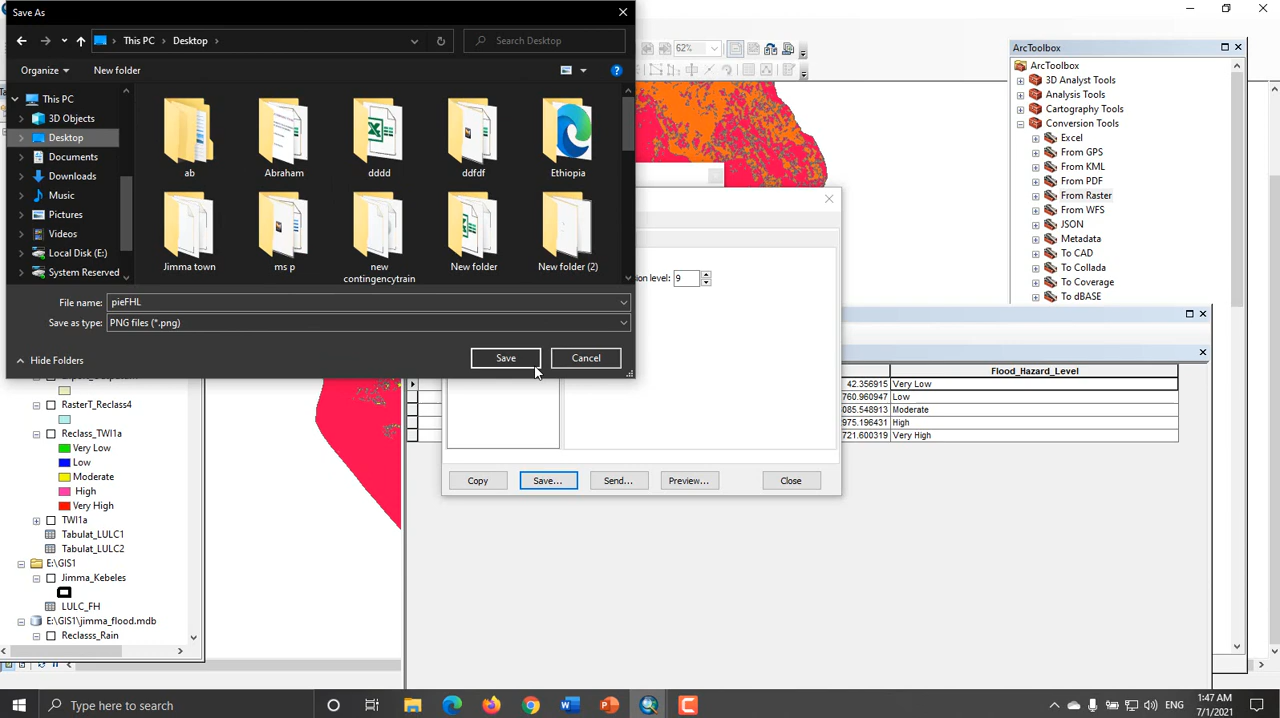 Save As
This PC > Desktop >
Search Desktop
62%
Organize
New folder
This PC
3D Objects
Desktop
Documents
Downloads
Music
Pictures
Videos
Local Disk (E:)
System Reserved
ab
Abraham
dddd
ddfdf
Ethiopia
Jimma town
ms p
new contingencytrain
New folder
New folder (2)
File name:
pieFHL
Save as type:
PNG files (*.png)
Hide Folders
Save
Cancel
ion level:
9
Copy
Save...
Send...
Preview...
Close
ArcToolbox
ArcToolbox
3D Analyst Tools
Analysis Tools
Cartography Tools
Conversion Tools
Excel
From GPS
From KML
From PDF
From Raster
From WFS
JSON
Metadata
To CAD
To Collada
To Coverage
To dBASE
Flood_Hazard_Level
42.356915 Very Low
760.960947 Low
085.548913 Moderate
975.196431 High
721.600319 Very High
RasterT_Reclass4
Reclass_TWI1a
Very Low
Low
Moderate
High
Very High
TWI1a
Tabulat_LULC1
Tabulat_LULC2
E:\GIS1
Jimma_Kebeles
LULC_FH
E:\GIS1\jimma_flood.mdb
Reclasss_Rain
Type here to search
ENG
1:47 AM
7/1/2021